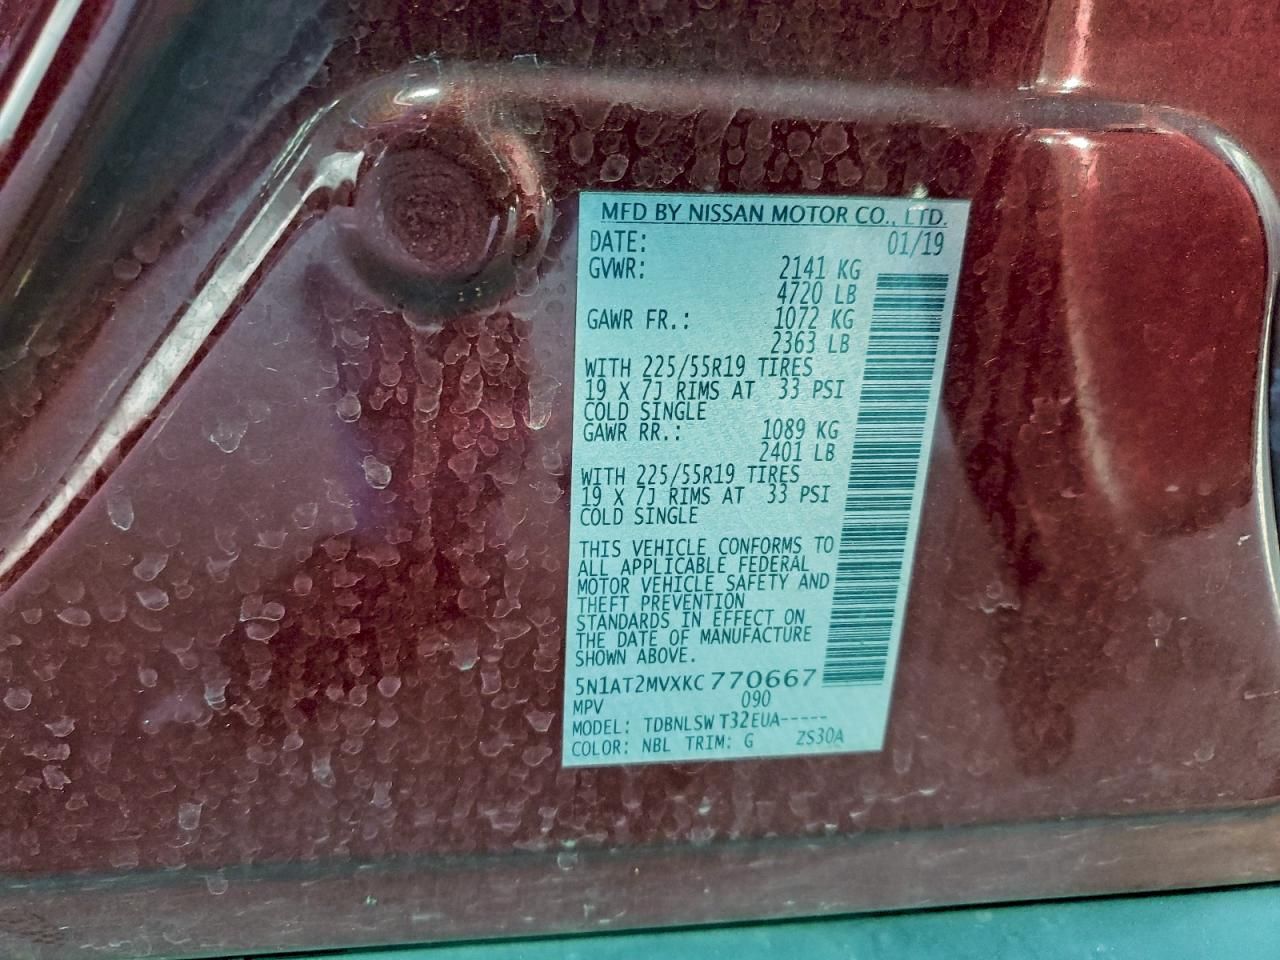 MFD BY NISSAN MOTOR CO., LTD.
DATE: 01/19
GVWR: 2141 KG
4720 LB
GAWR FR.: 1072 KG
2363 LB
WITH 225/55R19 TIRES
19 X 7J RIMS AT 33 PSI
COLD SINGLE
GAWR RR.: 1089 KG
2401 LB
WITH 225/55R19 TIRES
19 X 7J RIMS AT 33 PSI
COLD SINGLE
THIS VEHICLE CONFORMS TO
ALL APPLICABLE FEDERAL
MOTOR VEHICLE SAFETY AND
THEFT PREVENTION
STANDARDS IN EFFECT ON
THE DATE OF MANUFACTURE
SHOWN ABOVE.
5N1AT2MVXKC770667
MPV 090
MODEL: TDBNLSW T32EUA-----
COLOR: NBL TRIM: G ZS30A